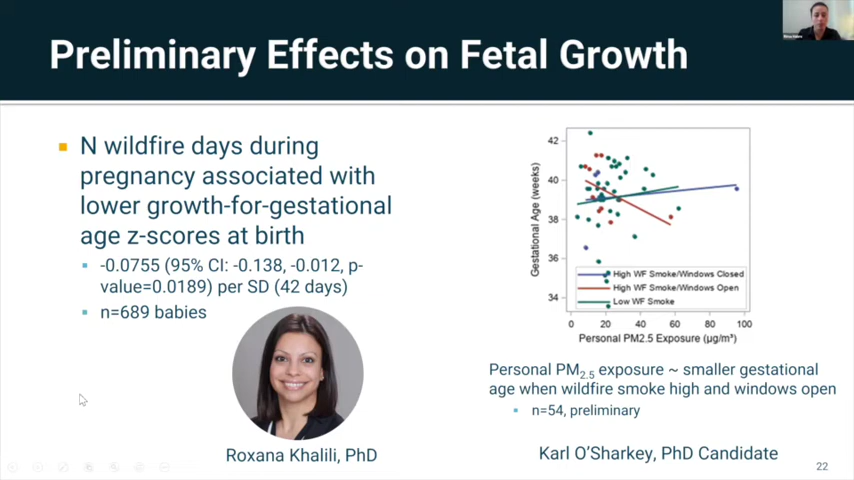 Preliminary Effects on Fetal Growth
N wildfire days during
pregnancy associated with
lower growth-for-gestational
age z-scores at birth
-0.0755 (95% CI: -0.138, -0.012, p-
value=0.0189) per SD (42 days)
n=689 babies
Roxana Khalili, PhD
Gestational Age (weeks)
42
40
38
36
34
High WF Smoke/Windows Closed
High WF Smoke/Windows Open
Low WF Smoke
0 20 40 60 80 100
Personal PM2.5 Exposure (µg/m³)
Personal PM2.5 exposure ~ smaller gestational
age when wildfire smoke high and windows open
n=54, preliminary
Karl O'Sharkey, PhD Candidate
22